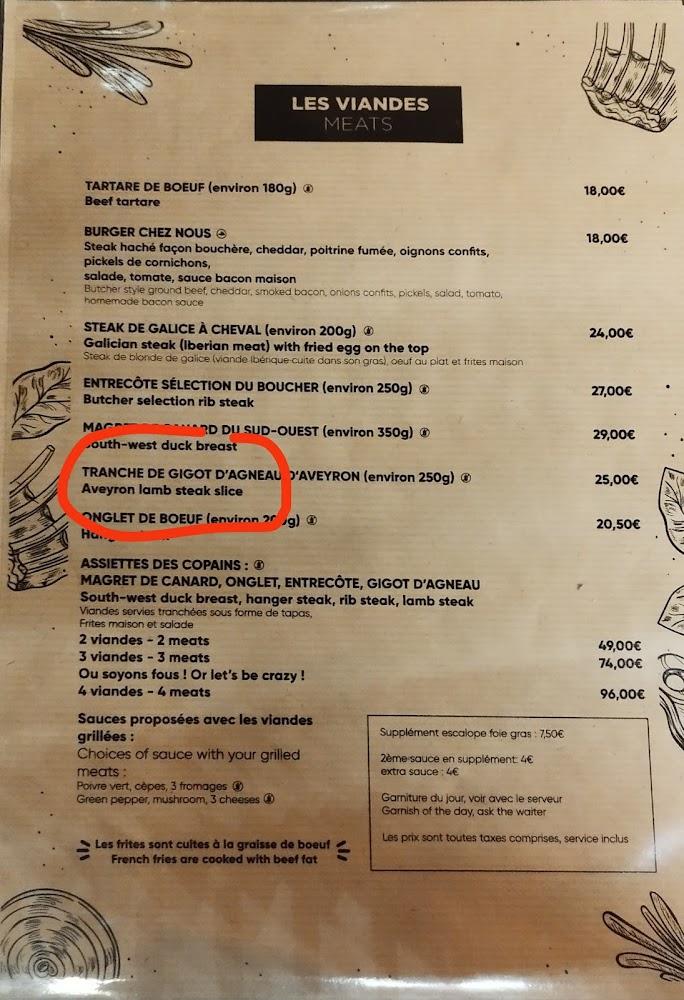 LES VIANDES
MEATS
TARTARE DE BOEUF (environ 180g) 18,00€
Beef tartare
BURGER CHEZ NOUS 18,00€
Steak haché façon bouchère, cheddar, poitrine fumée, oignons confits,
pickels de cornichons,
salade, tomate, sauce bacon maison
Butcher style ground beef, cheddar, smoked bacon, onions confits, pickels, salad, tomato,
homemade bacon sauce
STEAK DE GALICE À CHEVAL (environ 200g) 24,00€
Galician steak (Iberian meat) with fried egg on the top
Steak de blonde de galice (viande Ibérique-cuite dans son gras), oeuf au plat et frites maison
ENTRECÔTE SÉLECTION DU BOUCHER (environ 250g) 27,00€
Butcher selection rib steak
MAGRET DE CANARD DU SUD-OUEST (environ 350g) 29,00€
South-west duck breast
TRANCHE DE GIGOT D'AGNEAU D'AVEYRON (environ 250g) 25,00€
Aveyron lamb steak slice
ONGLET DE BOEUF (environ 200g) 20,50€
ASSIETTES DES COPAINS :
MAGRET DE CANARD, ONGLET, ENTRECÔTE, GIGOT D'AGNEAU
South-west duck breast, hanger steak, rib steak, lamb steak
Viandes servies tranchées sous forme de tapas,
Frites maison et salade
2 viandes - 2 meats 49,00€
3 viandes - 3 meats 74,00€
Ou soyons fous ! Or let's be crazy !
4 viandes - 4 meats 96,00€
Sauces proposées avec les viandes
grillées :
Choices of sauce with your grilled
meats :
Poivre vert, cèpes, 3 fromages
Green pepper, mushroom, 3 cheeses
Les frites sont cuites à la graisse de boeuf
French fries are cooked with beef fat
Supplément escalope foie gras : 7,50€
2ème sauce en supplément: 4€
extra sauce : 4€
Garniture du jour, voir avec le serveur
Garnish of the day, ask the waiter
Les prix sont toutes taxes comprises, service inclus